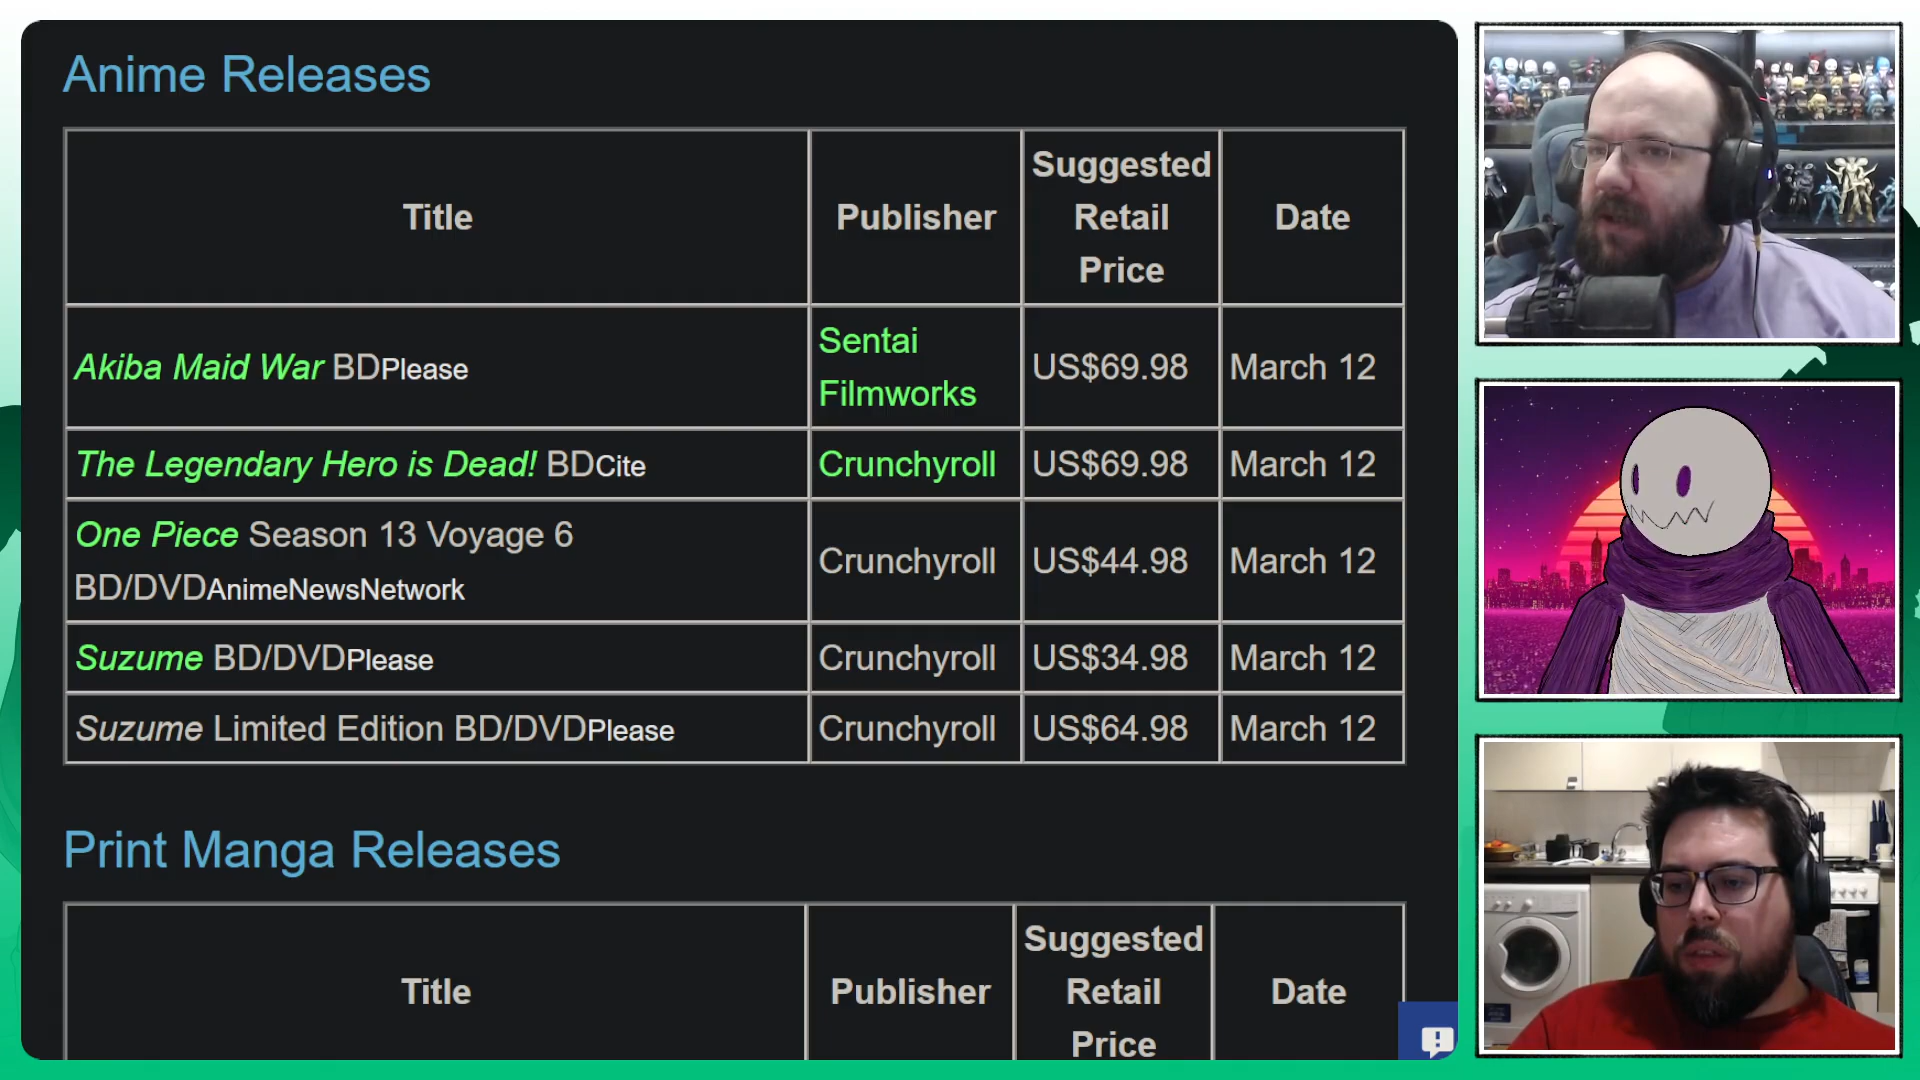 Anime Releases
Title
Publisher
Suggested
Retail
Price
Date
Akiba Maid War BDPlease
Sentai
Filmworks
US$69.98
March 12
The Legendary Hero is Dead! BDCite
Crunchyroll
US$69.98
March 12
One Piece Season 13 Voyage 6
BD/DVDAnimeNewsNetwork
Crunchyroll
US$44.98
March 12
Suzume BD/DVDPlease
Crunchyroll
US$34.98
March 12
Suzume Limited Edition BD/DVDPlease
Crunchyroll
US$64.98
March 12
Print Manga Releases
Title
Publisher
Suggested
Retail
Price
Date